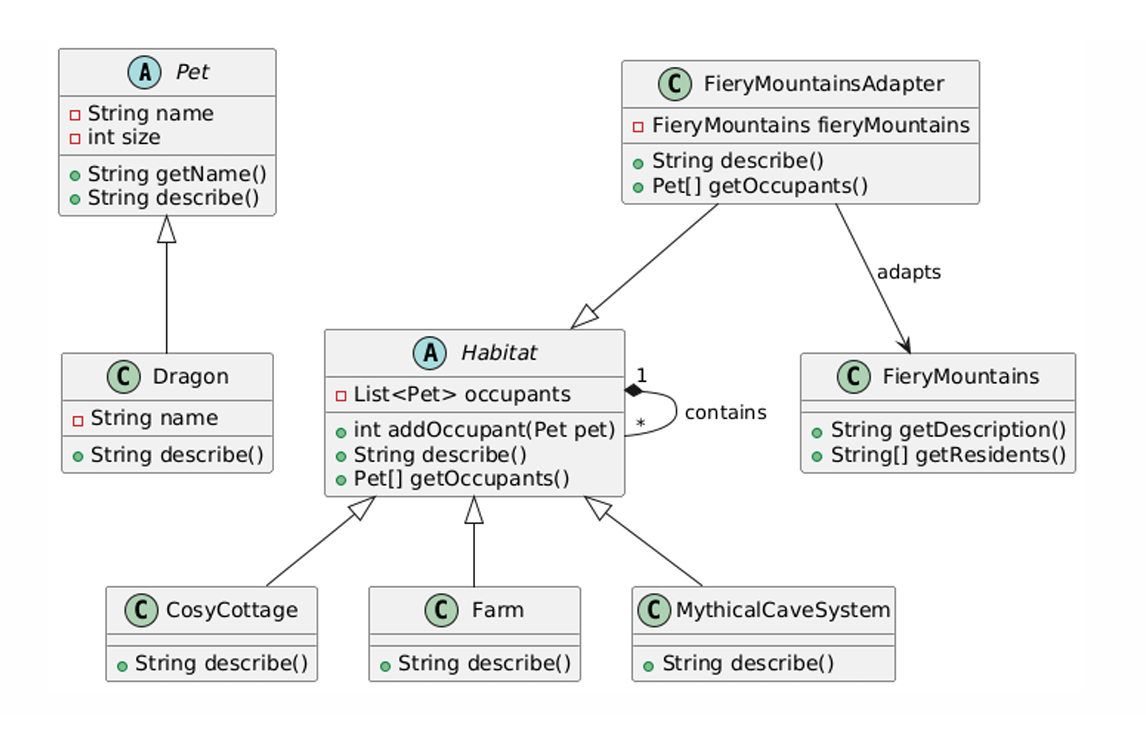 A Pet
String name
int size
String getName()
String describe()
C FieryMountainsAdapter
FieryMountains fieryMountains
String describe()
Pet[] getOccupants()
adapts
C Dragon
String name
String describe()
A Habitat
List<Pet> occupants
int addOccupant(Pet pet)
String describe()
Pet[] getOccupants()
1
contains
*
C FieryMountains
String getDescription()
String[] getResidents()
C CosyCottage
String describe()
C Farm
String describe()
C MythicalCaveSystem
String describe()